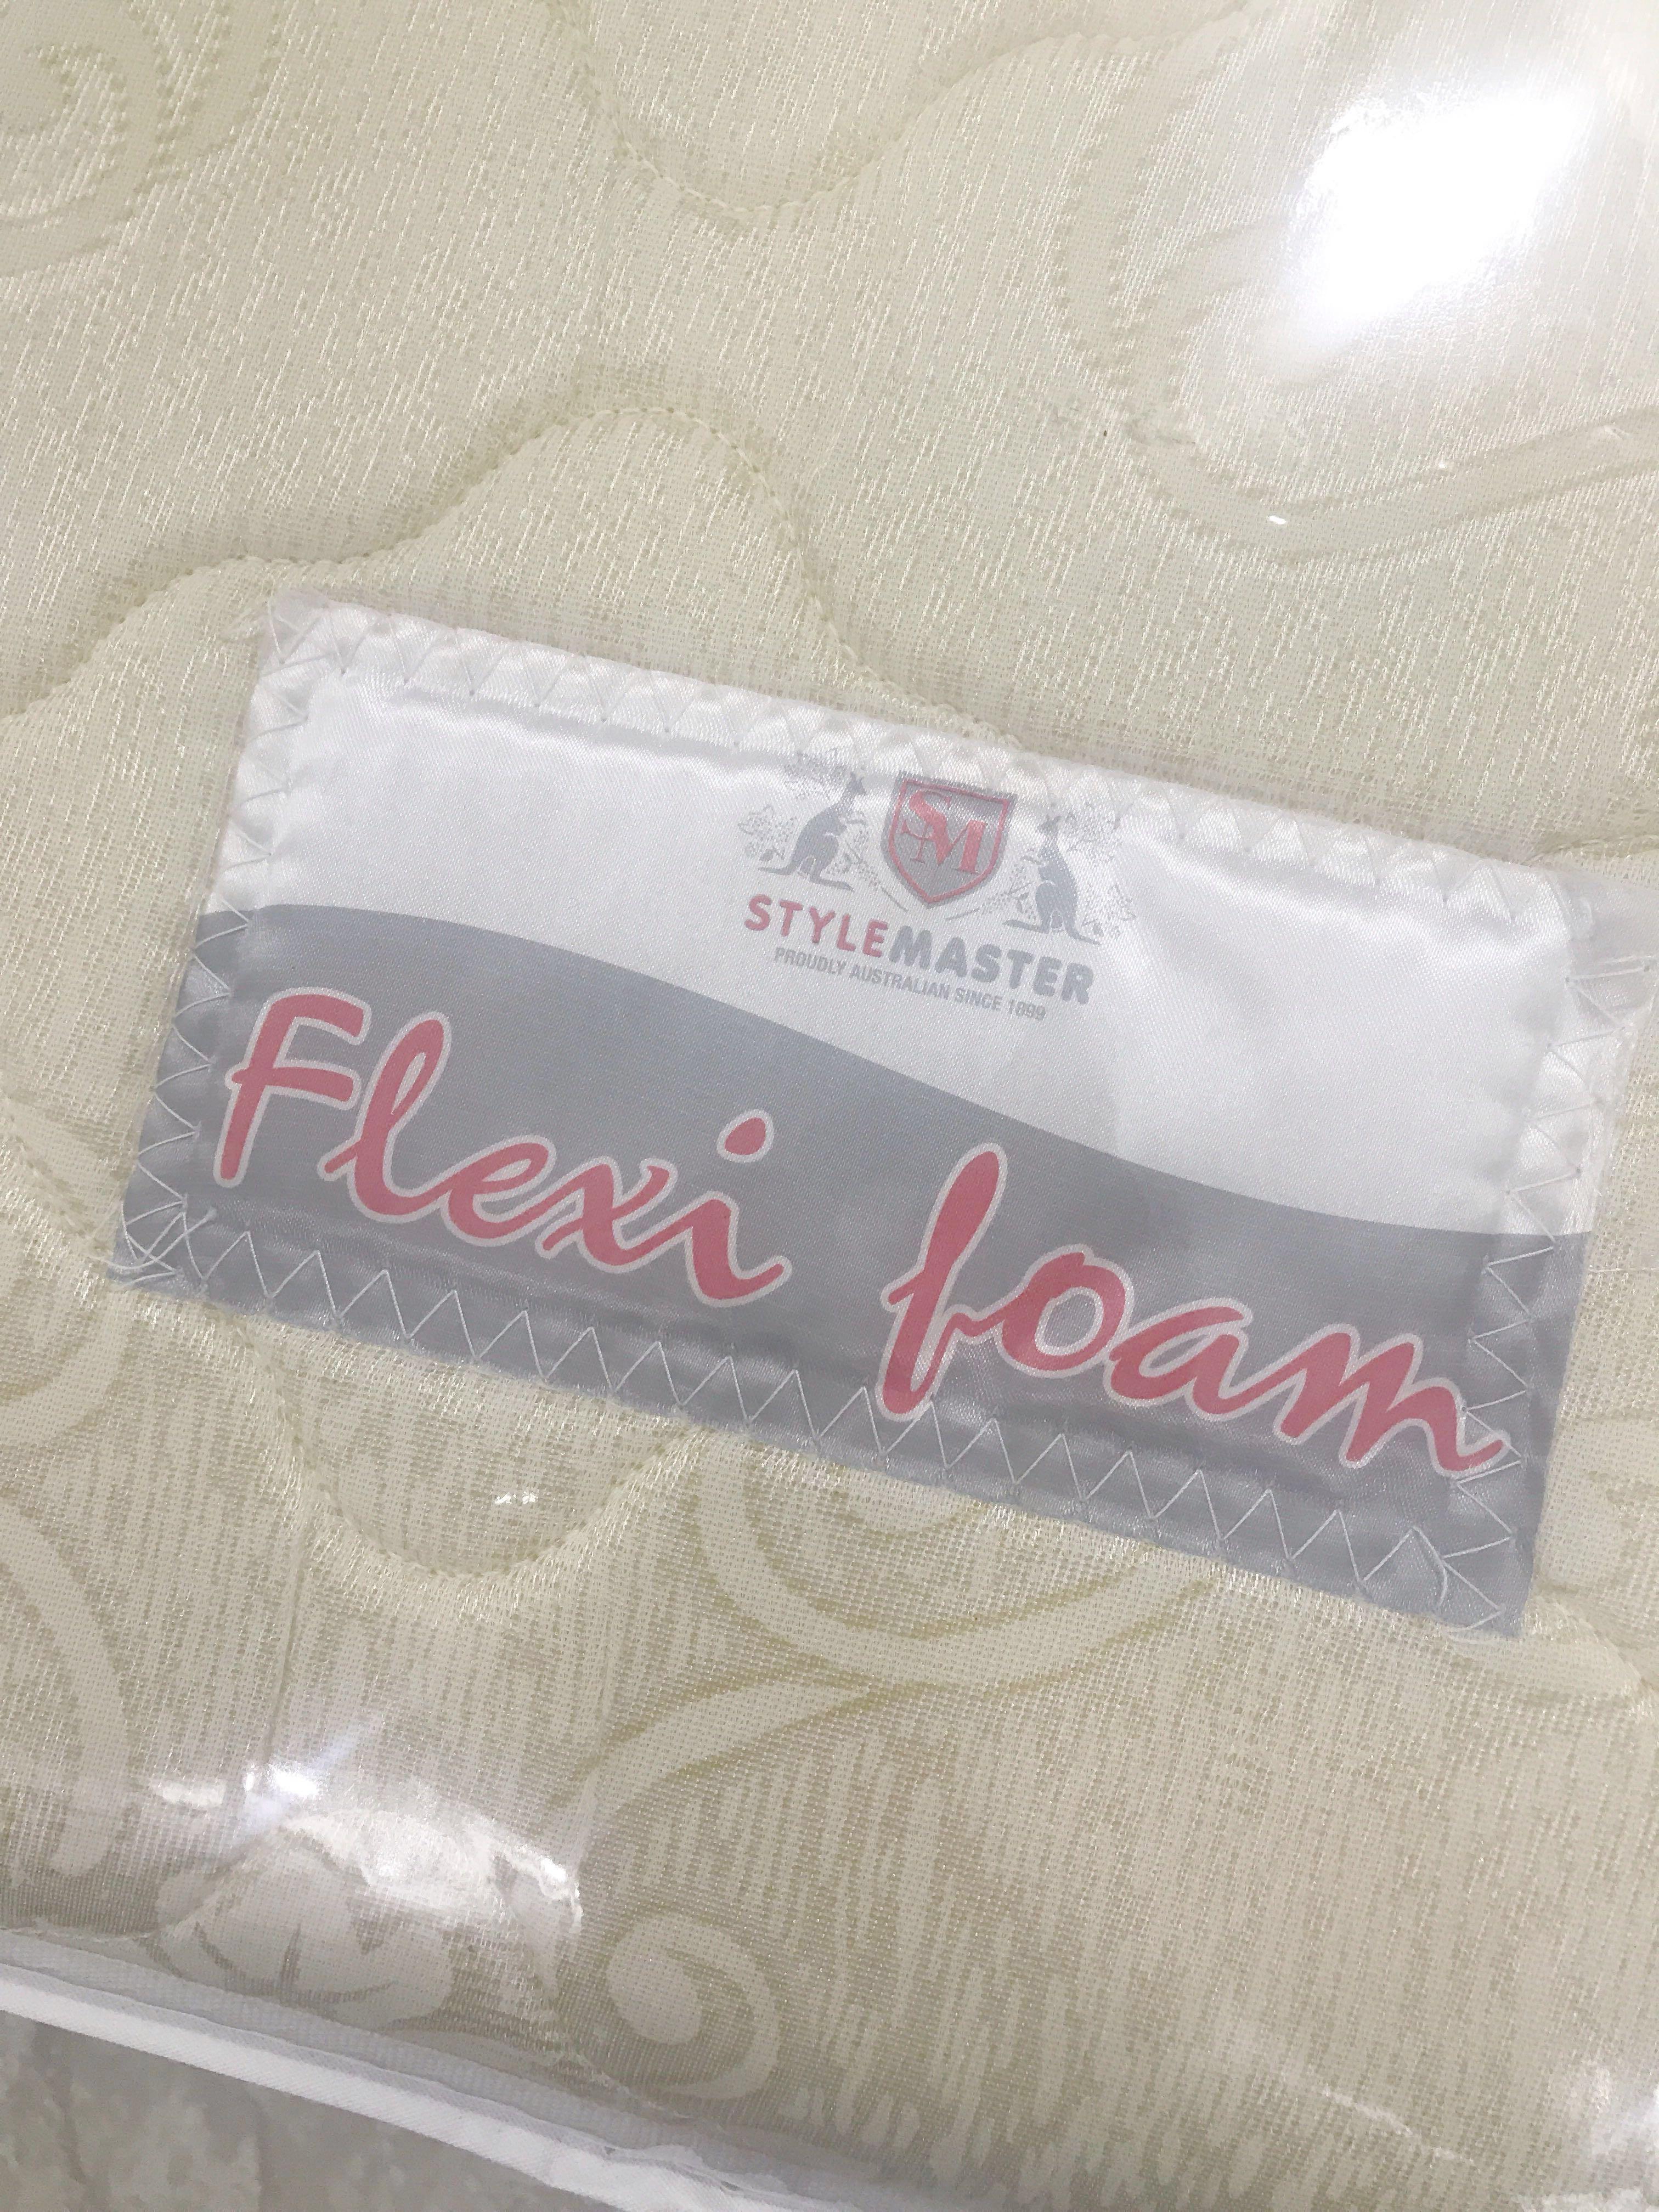 SM
STYLEMASTER
PROUDLY AUSTRALIAN SINCE 1899
Flexi foam